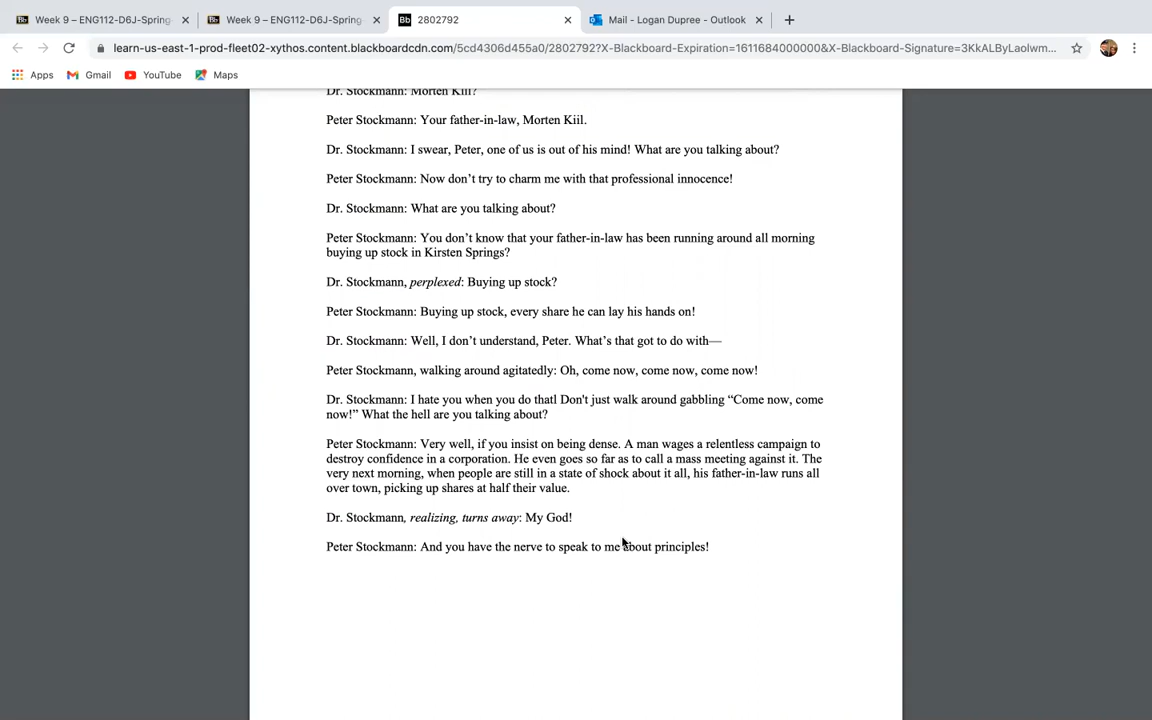 Week 9 – ENG112-D6J-Spring
Week 9 – ENG112-D6J-Spring
Bb 2802792
Mail - Logan Dupree - Outlook
learn-us-east-1-prod-fleet02-xythos.content.blackboardcdn.com/5cd4306d455a0/2802792?X-Blackboard-Expiration=1611684000000&X-Blackboard-Signature=3KkALByLaolwm...
Apps Gmail YouTube Maps
Dr. Stockmann: Morten Kiil?
Peter Stockmann: Your father-in-law, Morten Kiil.
Dr. Stockmann: I swear, Peter, one of us is out of his mind! What are you talking about?
Peter Stockmann: Now don’t try to charm me with that professional innocence!
Dr. Stockmann: What are you talking about?
Peter Stockmann: You don’t know that your father-in-law has been running around all morning
buying up stock in Kirsten Springs?
Dr. Stockmann, perplexed: Buying up stock?
Peter Stockmann: Buying up stock, every share he can lay his hands on!
Dr. Stockmann: Well, I don’t understand, Peter. What’s that got to do with—
Peter Stockmann, walking around agitatedly: Oh, come now, come now, come now!
Dr. Stockmann: I hate you when you do thatl Don't just walk around gabbling “Come now, come
now!” What the hell are you talking about?
Peter Stockmann: Very well, if you insist on being dense. A man wages a relentless campaign to
destroy confidence in a corporation. He even goes so far as to call a mass meeting against it. The
very next morning, when people are still in a state of shock about it all, his father-in-law runs all
over town, picking up shares at half their value.
Dr. Stockmann, realizing, turns away: My God!
Peter Stockmann: And you have the nerve to speak to me about principles!